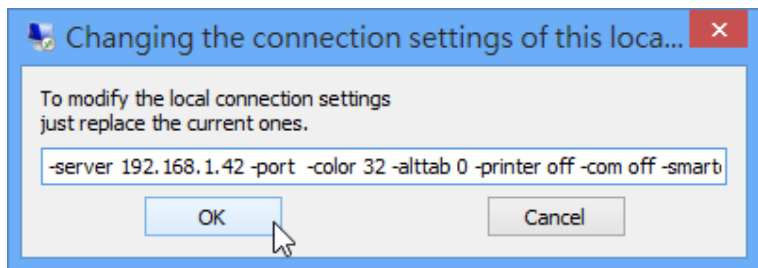 Changing the connection settings of this loca...
To modify the local connection settings
just replace the current ones.
-server 192.168.1.42 -port -color 32 -alttab 0 -printer off -com off -smart
OK Cancel